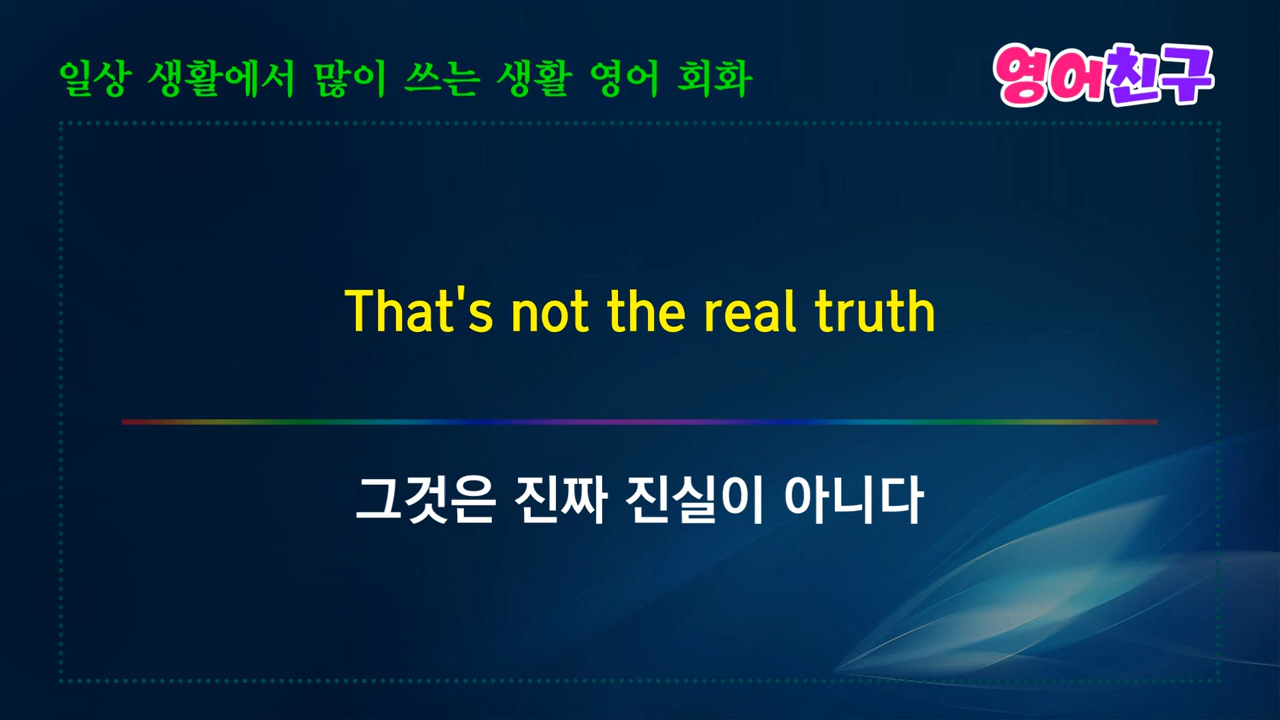 일상 생활에서 많이 쓰는 생활 영어 회화
영어친구
That's not the real truth
그것은 진짜 진실이 아니다